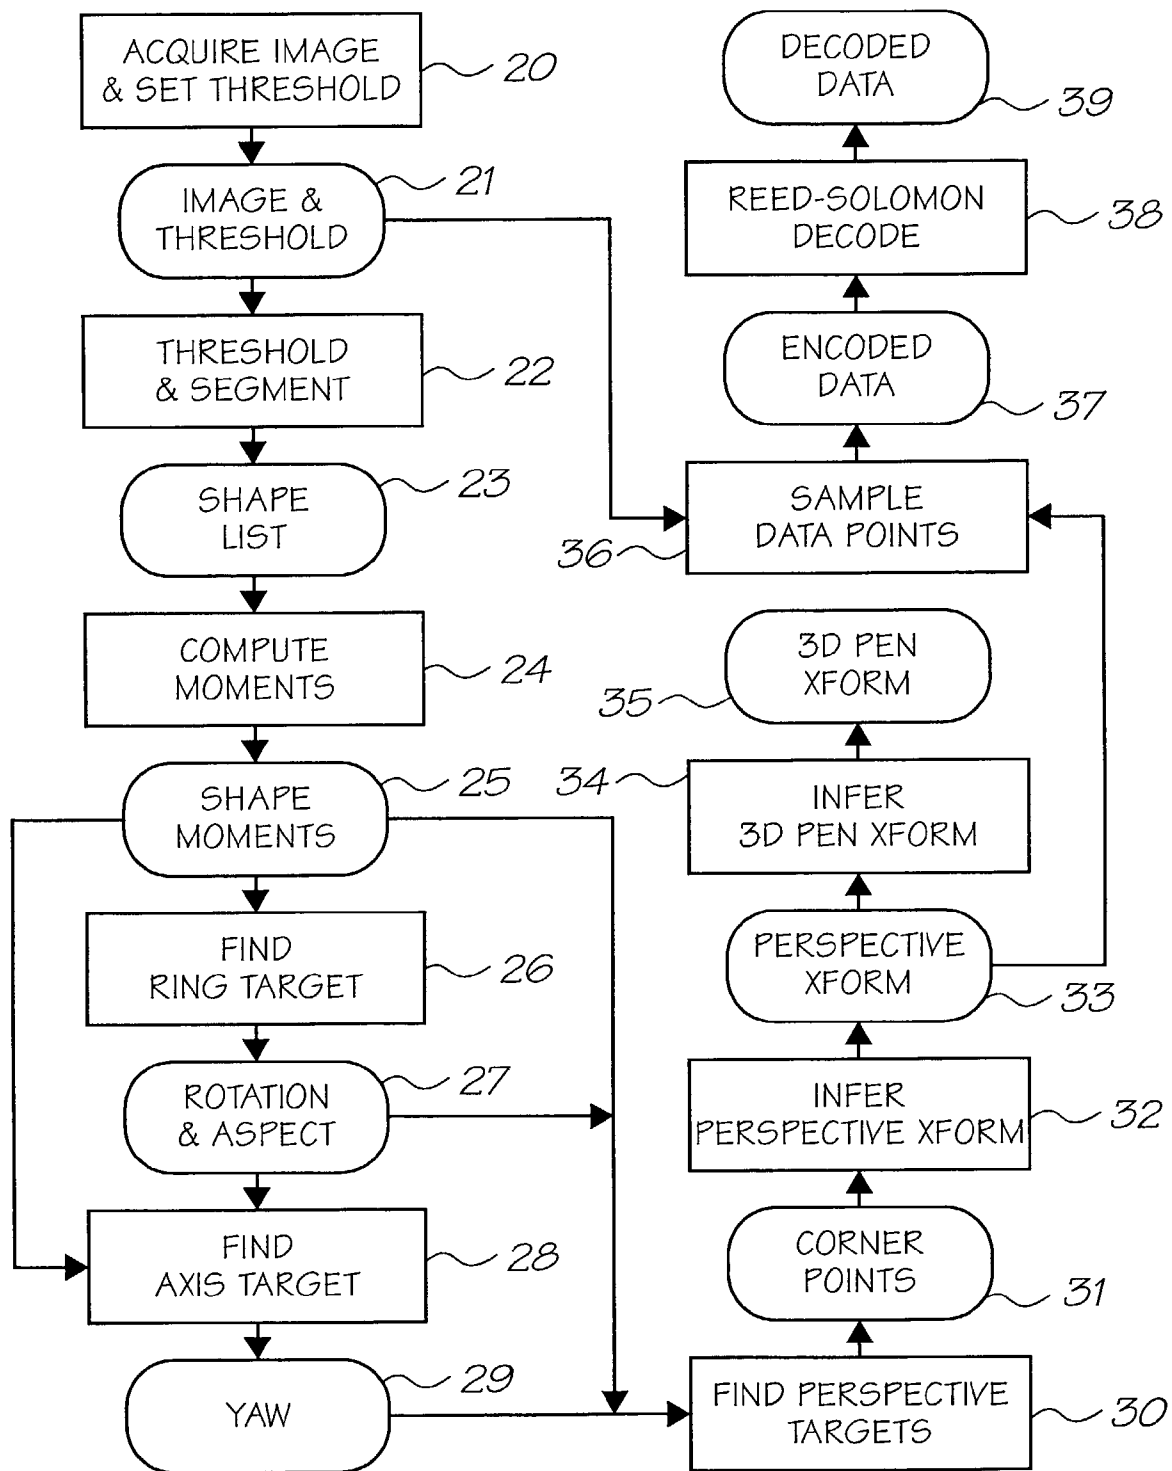 ACQUIRE IMAGE
& SET THRESHOLD
20
IMAGE &
THRESHOLD
21
THRESHOLD
& SEGMENT
22
SHAPE
LIST
23
COMPUTE
MOMENTS
24
SHAPE
MOMENTS
25
FIND
RING TARGET
26
ROTATION
& ASPECT
27
FIND
AXIS TARGET
28
YAW
29
DECODED
DATA
39
REED-SOLOMON
DECODE
38
ENCODED
DATA
37
SAMPLE
DATA POINTS
36
3D PEN
XFORM
35
INFER
3D PEN XFORM
34
PERSPECTIVE
XFORM
33
INFER
PERSPECTIVE XFORM
32
CORNER
POINTS
31
FIND PERSPECTIVE
TARGETS
30